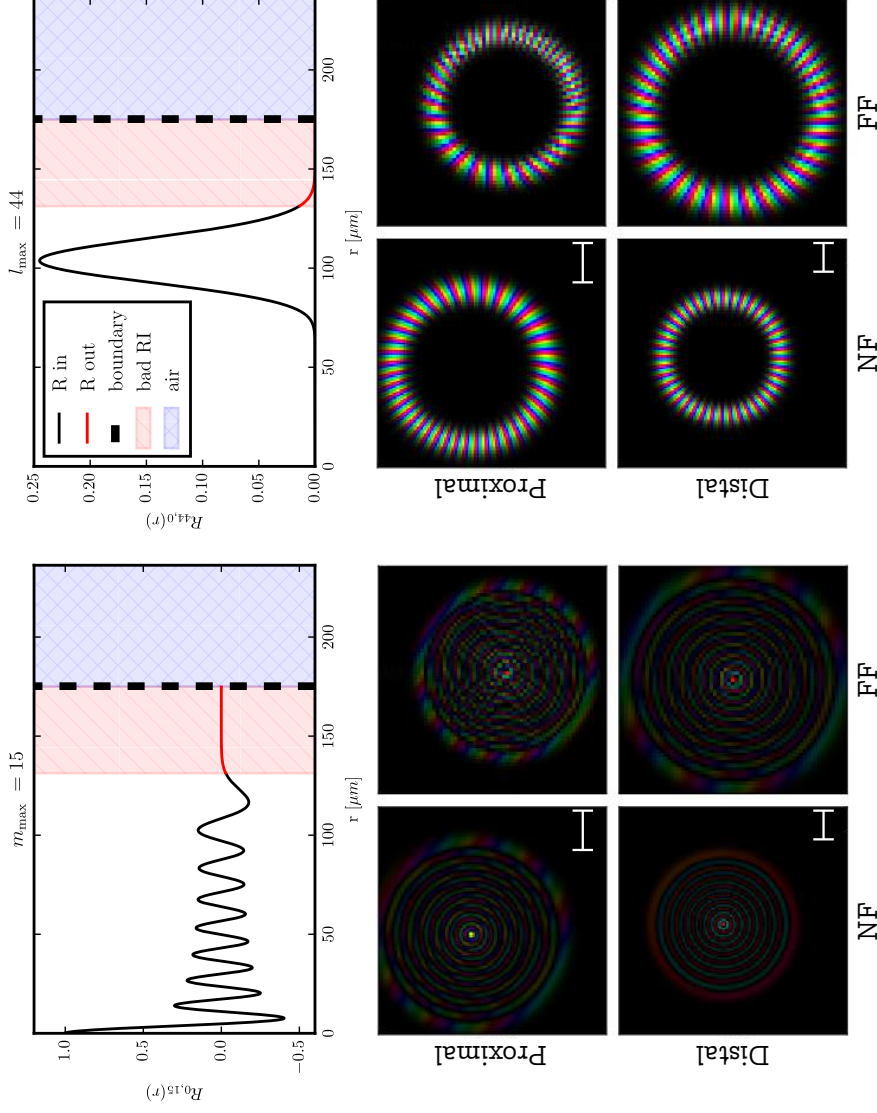 m_max = 15
R_{0,15}(r)
1.0
0.5
0.0
−0.5
0 50 100 150 200
r [μm]
Proximal
Distal
NF FF
l_max = 44
R_{44,0}(r)
0.25
0.20
0.15
0.10
0.05
0.00
0 50 100 150 200
r [μm]
R in
R out
boundary
bad RI
air
Proximal
Distal
NF FF